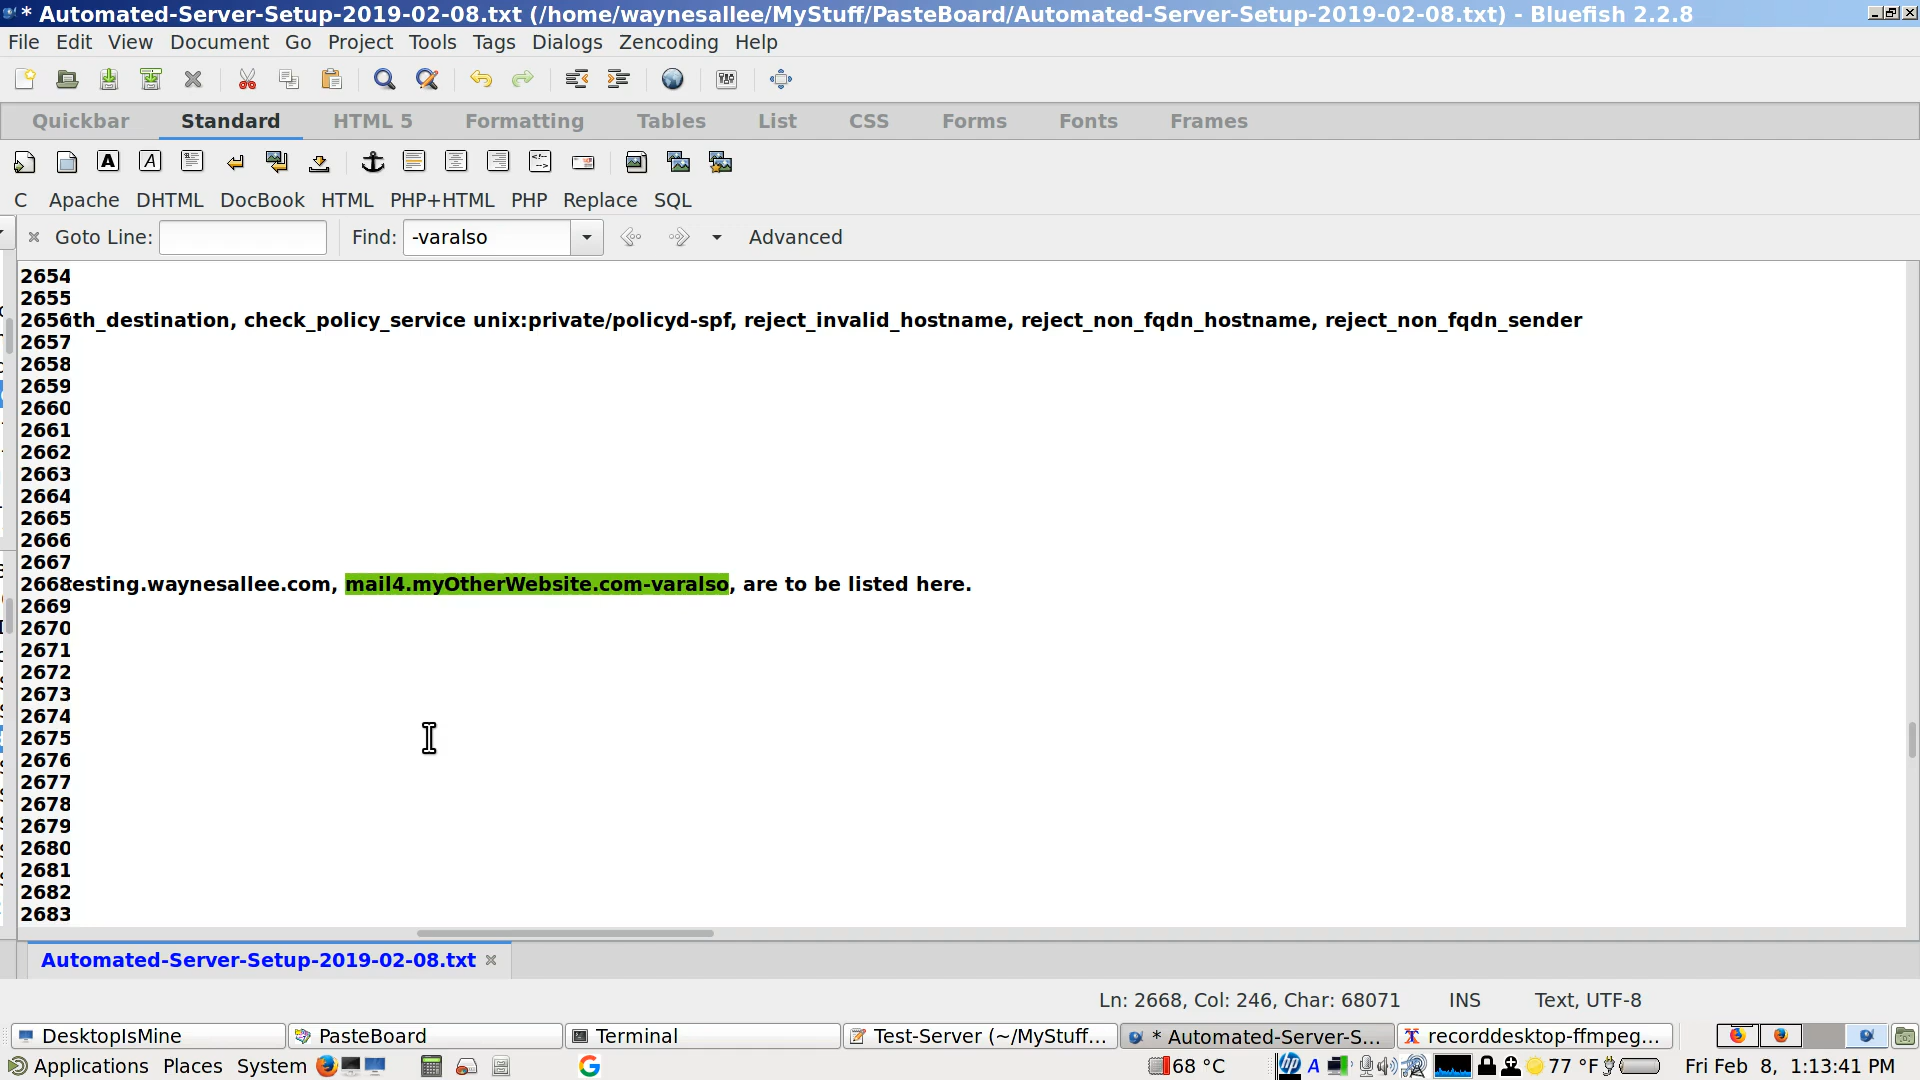 * Automated-Server-Setup-2019-02-08.txt (/home/waynesallee/MyStuff/PasteBoard/Automated-Server-Setup-2019-02-08.txt) - Bluefish 2.2.8
File Edit View Document Go Project Tools Tags Dialogs Zencoding Help
Quickbar Standard HTML 5 Formatting Tables List CSS Forms Fonts Frames
C Apache DHTML DocBook HTML PHP+HTML PHP Replace SQL
Goto Line: Find: -varalso Advanced
2654
2655
2656 th_destination, check_policy_service unix:private/policyd-spf, reject_invalid_hostname, reject_non_fqdn_hostname, reject_non_fqdn_sender
2657
2658
2659
2660
2661
2662
2663
2664
2665
2666
2667
2668 esting.waynesallee.com, mail4.myOtherWebsite.com-varalso, are to be listed here.
2669
2670
2671
2672
2673
2674
2675
2676
2677
2678
2679
2680
2681
2682
2683
Automated-Server-Setup-2019-02-08.txt
Ln: 2668, Col: 246, Char: 68071 INS Text, UTF-8
DesktopIsMine PasteBoard Terminal Test-Server (~/MyStuff... * Automated-Server-S... recorddesktop-ffmpeg...
Applications Places System 68 °C 77 °F Fri Feb 8, 1:13:41 PM